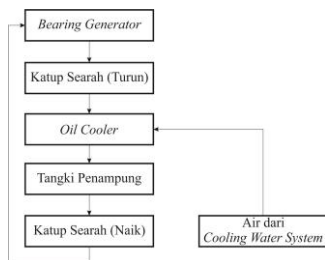 Bearing Generator
Katup Searah (Turun)
Oil Cooler
Tangki Penampung
Katup Searah (Naik)
Air dari
Cooling Water System